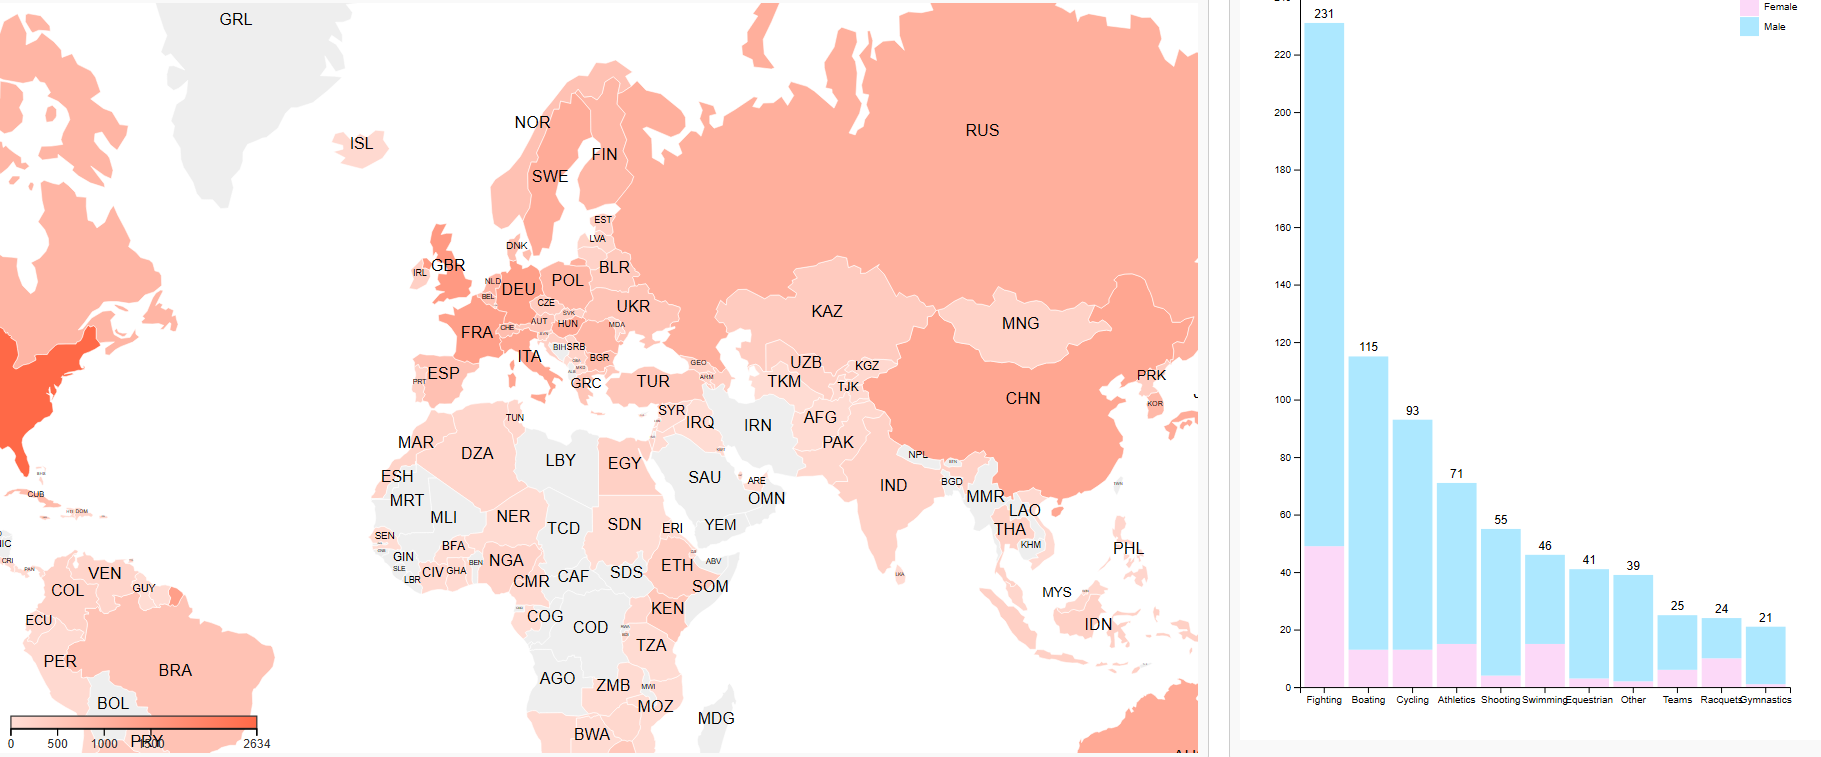 GRL
NOR
RUS
ISL
FIN
SWE
EST
LVA
DNK
IRL
GBR
BLR
NLD
DEU
POL
BEL
CZE
UKR
SVK
AUT
HUN
MDA
KAZ
MNG
FRA
CHE
BIH
SRB
ITA
BGR
GEO
UZB
KGZ
ESP
PRT
GRC
TUR
ARM
TKM
TJK
CHN
PRK
KOR
TUN
SYR
IRQ
IRN
AFG
MAR
DZA
LBY
EGY
PAK
NPL
ESH
SAU
ARE
IND
BGD
MRT
OMN
MMR
CUB
DOM
MLI
NER
TCD
SDN
ERI
YEM
LAO
THA
SEN
KHM
PHL
NIC
CRI
PAN
GIN
BFA
NGA
BEN
ETH
ABV
SLE
LBR
CIV
GHA
CMR
CAF
SDS
SOM
LKA
VEN
COL
GUY
MYS
ECU
COG
COD
KEN
IDN
PER
BRA
TZA
BOL
AGO
ZMB
MWI
MOZ
MDG
BWA
PRY
0
500
1000
1500
2634
Female
Male
231
220
200
180
160
140
120
100
80
60
40
20
0
115
93
71
55
46
41
39
25
24
21
Fighting
Boating
Cycling
Athletics
Shooting
Swimming
Equestrian
Other
Teams
Racquets
Gymnastics